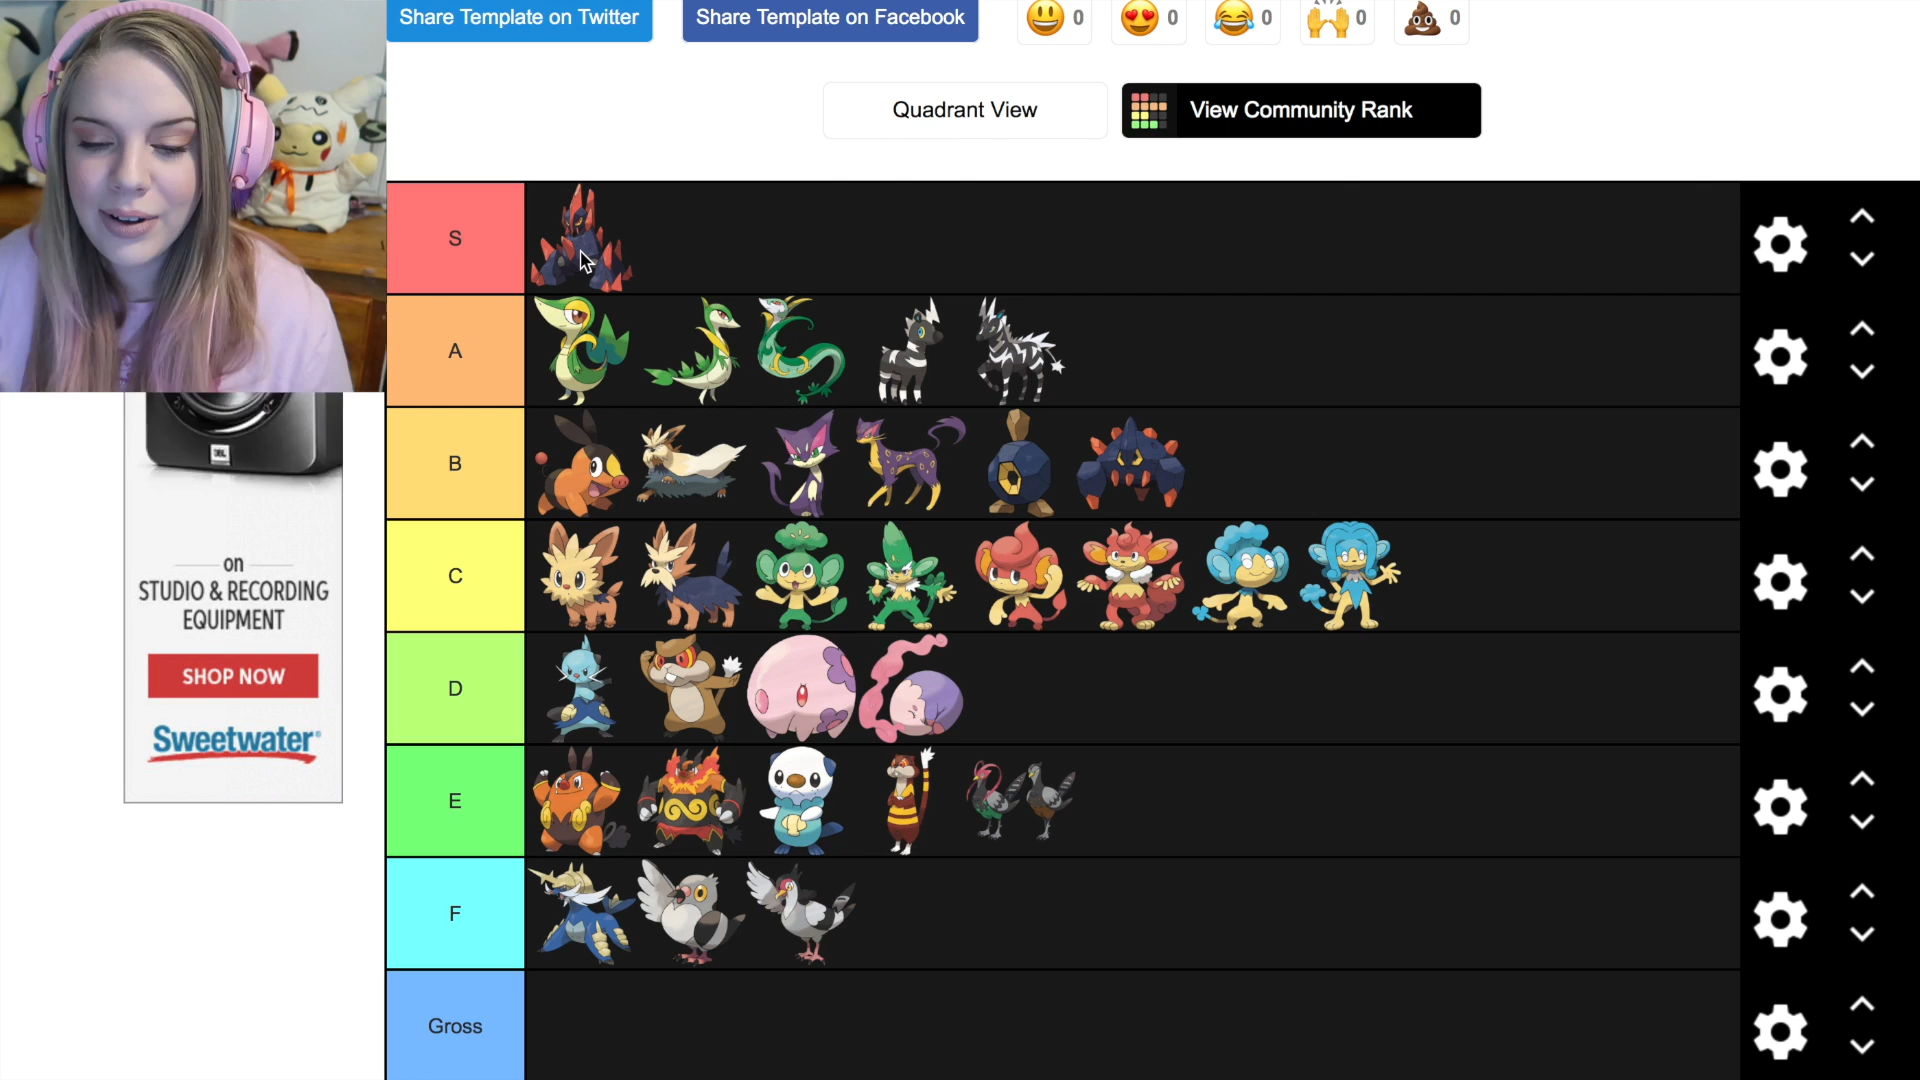 Share Template on Twitter
Share Template on Facebook
0
0
0
0
0
Quadrant View
View Community Rank
S
A
B
C
D
E
F
Gross
JBL
on
STUDIO & RECORDING
EQUIPMENT
SHOP NOW
Sweetwater